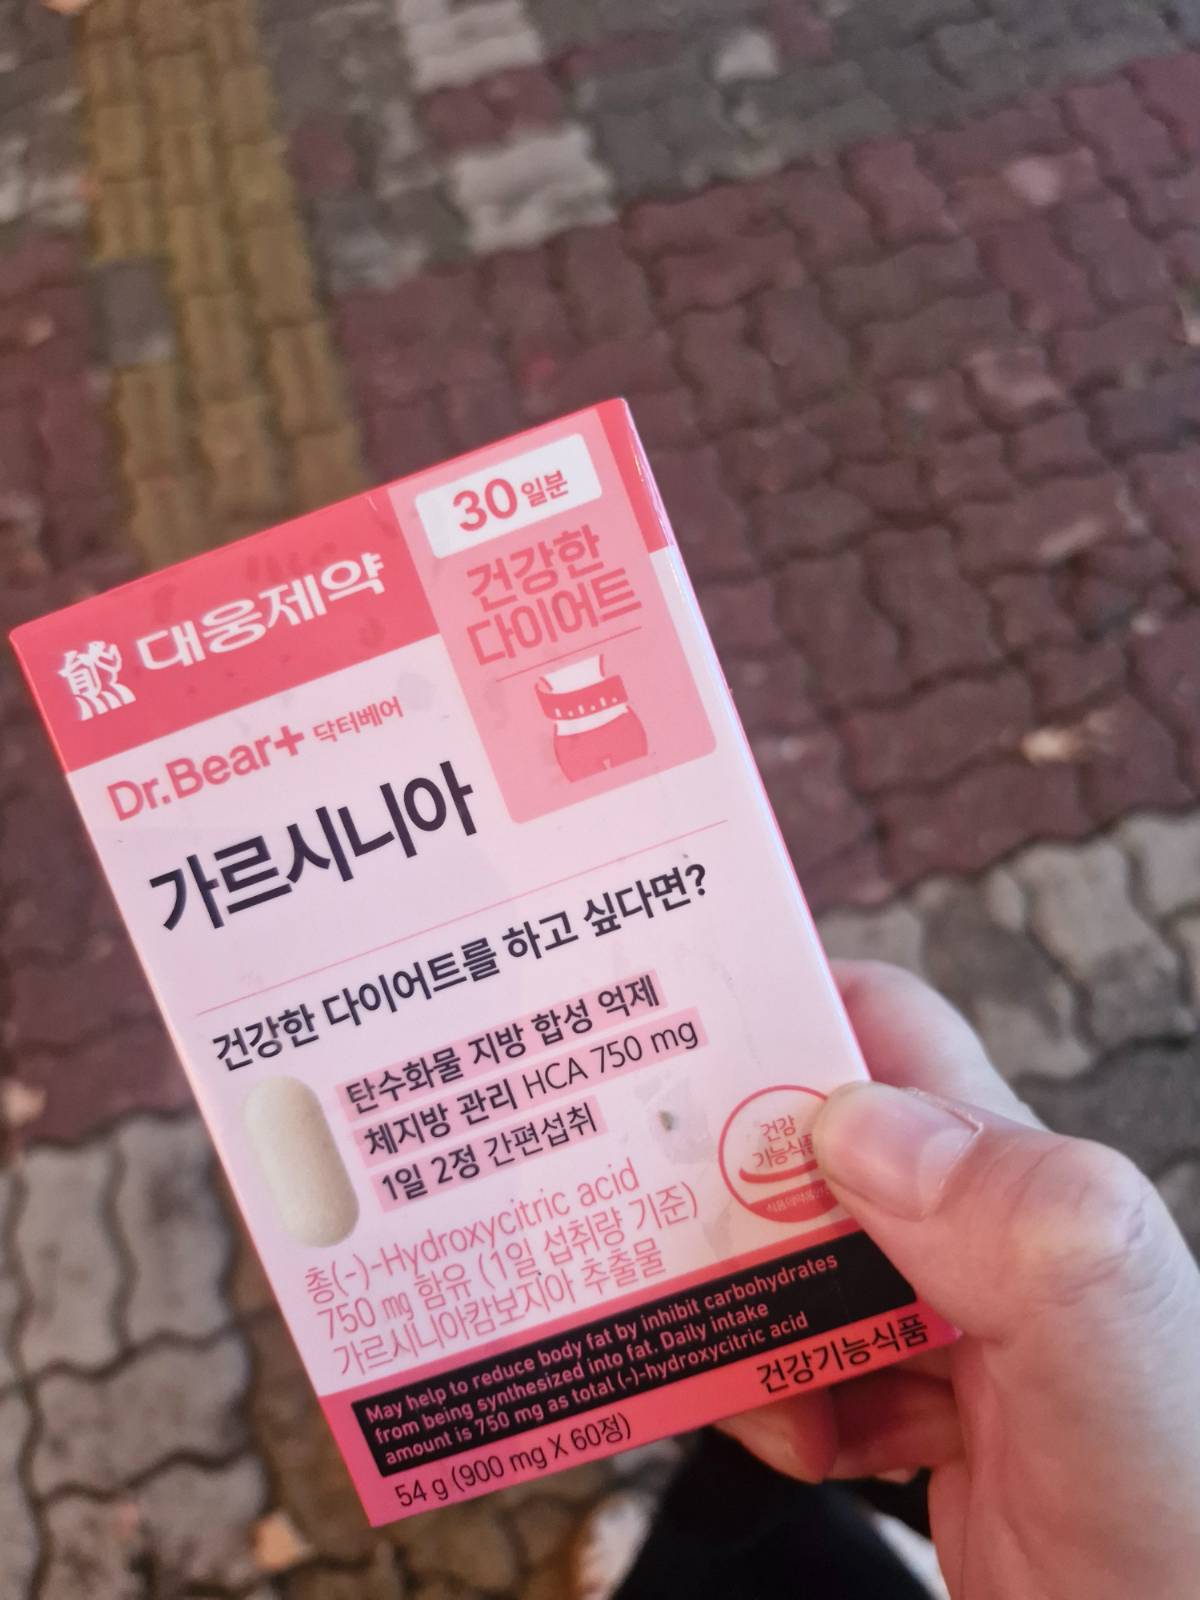 30일분
건강한
다이어트
대웅제약
Dr.Bear+ 닥터베어
가르시니아
건강한 다이어트를 하고 싶다면?
탄수화물 지방 합성 억제
체지방 관리 HCA 750 mg
1일 2정 간편섭취
총(-)-Hydroxycitric acid
750 ㎎ 함유 (1일 섭취량 기준)
가르시니아캄보지아 추출물
건강
기능식품
May help to reduce body fat by inhibit carbohydrates
from being synthesized into fat. Daily intake
amount is 750 mg as total (-)-hydroxycitric acid
54 g (900 mg X 60정)
건강기능식품